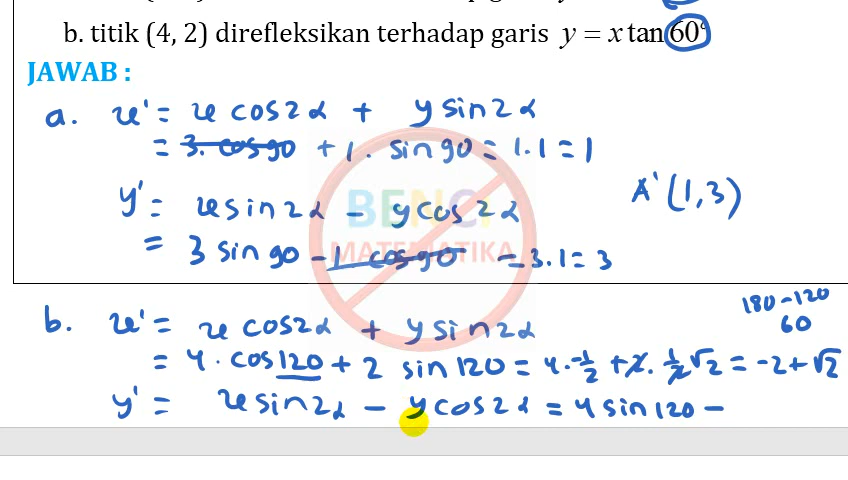 b. titik (4, 2) direfleksikan terhadap garis y = x tan 60°
JAWAB :
a. x' = x cos 2α + y sin 2α
= 3. cos 90 + 1. sin 90 = 1.1 = 1
y' = x sin 2α - y cos 2α
A' (1,3)
= 3 sin 90 - 1 cos 90 = 3.1 = 3
BENCI
MATEMATIKA
180-120
60
b. x' = x cos 2α + y sin 2α
= 4. cos 120 + 2 sin 120 = 4. -1/2 + 2. 1/2 √2 = -2 + √2
y' = x sin 2α - y cos 2α = 4 sin 120 -